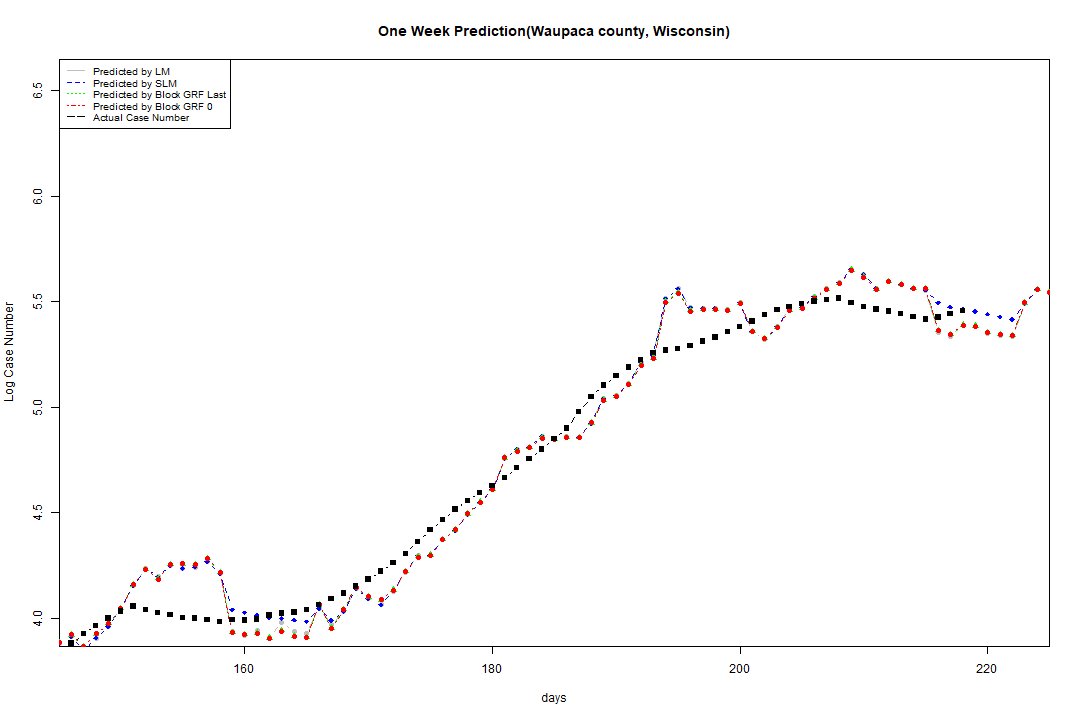 One Week Prediction(Waupaca county, Wisconsin)
Predicted by LM
Predicted by SLM
Predicted by Block GRF Last
Predicted by Block GRF 0
Actual Case Number
6.5
6.0
5.5
5.0
4.5
4.0
Log Case Number
160 180 200 220
days